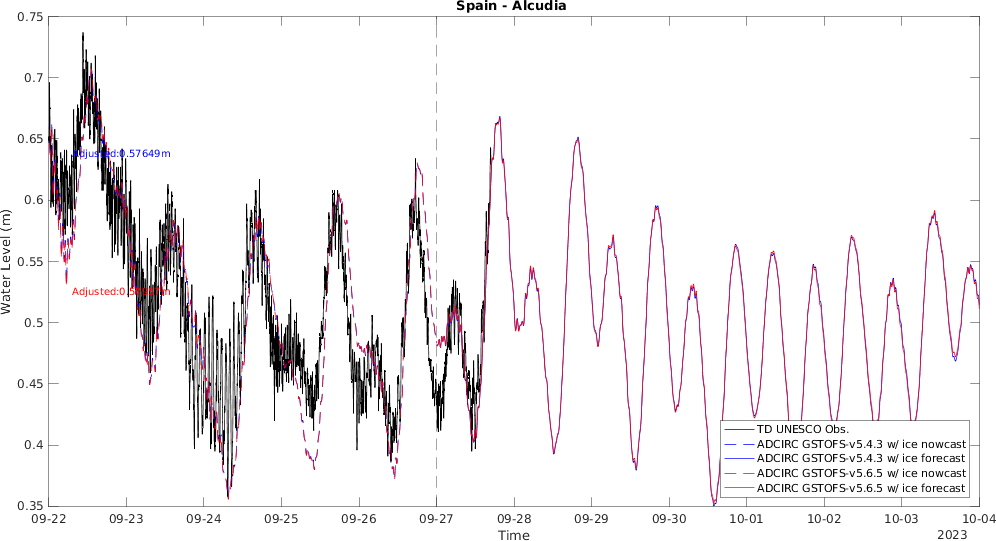 Spain - Alcudia
0.75
0.7
0.65
0.6
0.55
0.5
0.45
0.4
0.35
Water Level (m)
Adjusted:0.57649m
TD UNESCO Obs.
ADCIRC GSTOFS-v5.4.3 w/ ice nowcast
ADCIRC GSTOFS-v5.4.3 w/ ice forecast
ADCIRC GSTOFS-v5.6.5 w/ ice nowcast
ADCIRC GSTOFS-v5.6.5 w/ ice forecast
09-22 09-23 09-24 09-25 09-26 09-27 09-28 09-29 09-30 10-01 10-02 10-03 10-04
Time
2023